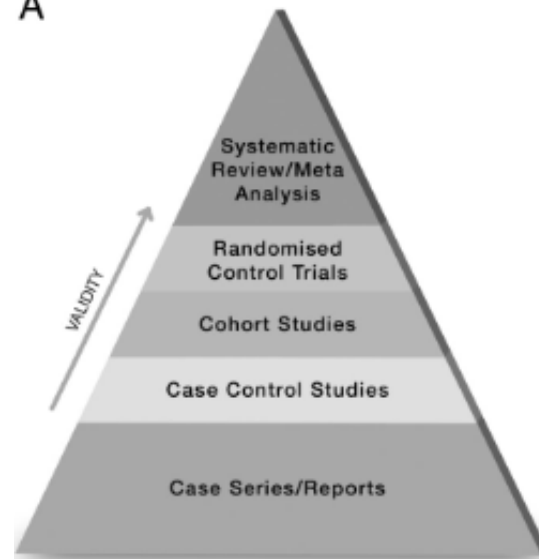 A
Systematic
Review/Meta
Analysis
Randomised
Control Trials
VALIDITY
Cohort Studies
Case Control Studies
Case Series/Reports